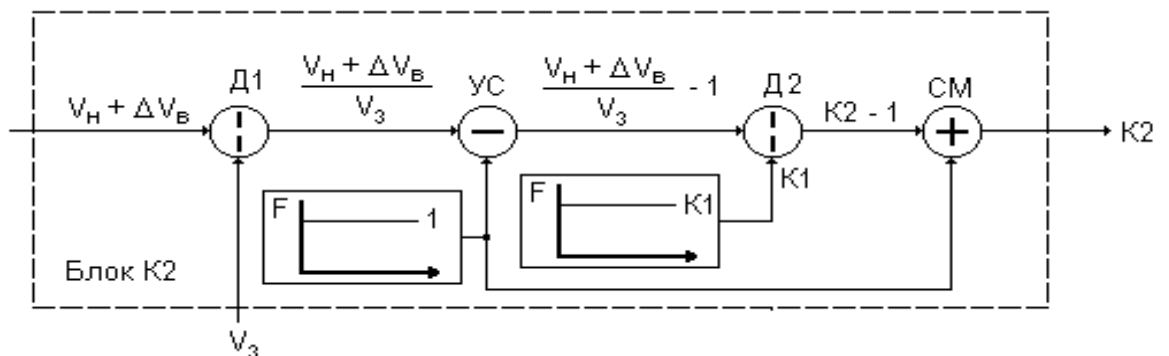 Vн + ΔVв
Д1
Vн + ΔVв
Vз
УС
Vн + ΔVв
Vз
- 1
Д2
К2 - 1
СМ
К2
F
1
F
К1
К1
Блок К2
Vз